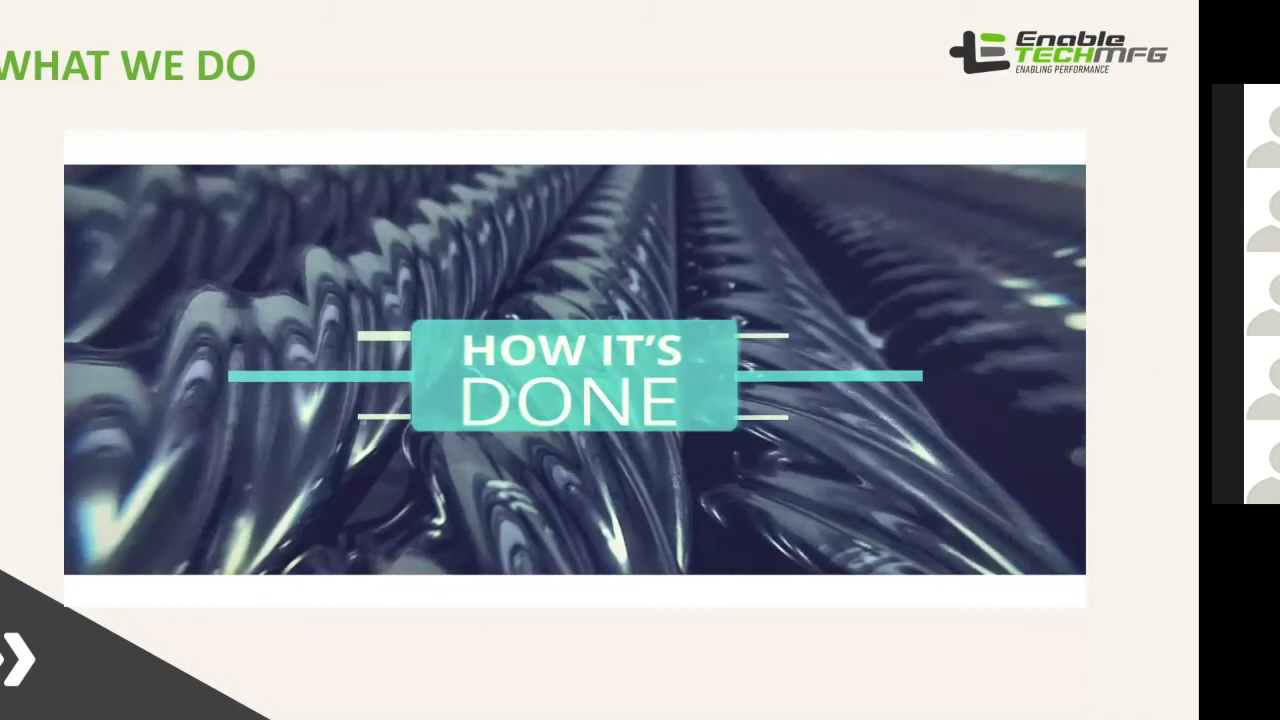 WHAT WE DO
Enable
TECHMFG
ENABLING PERFORMANCE
HOW IT'S
DONE